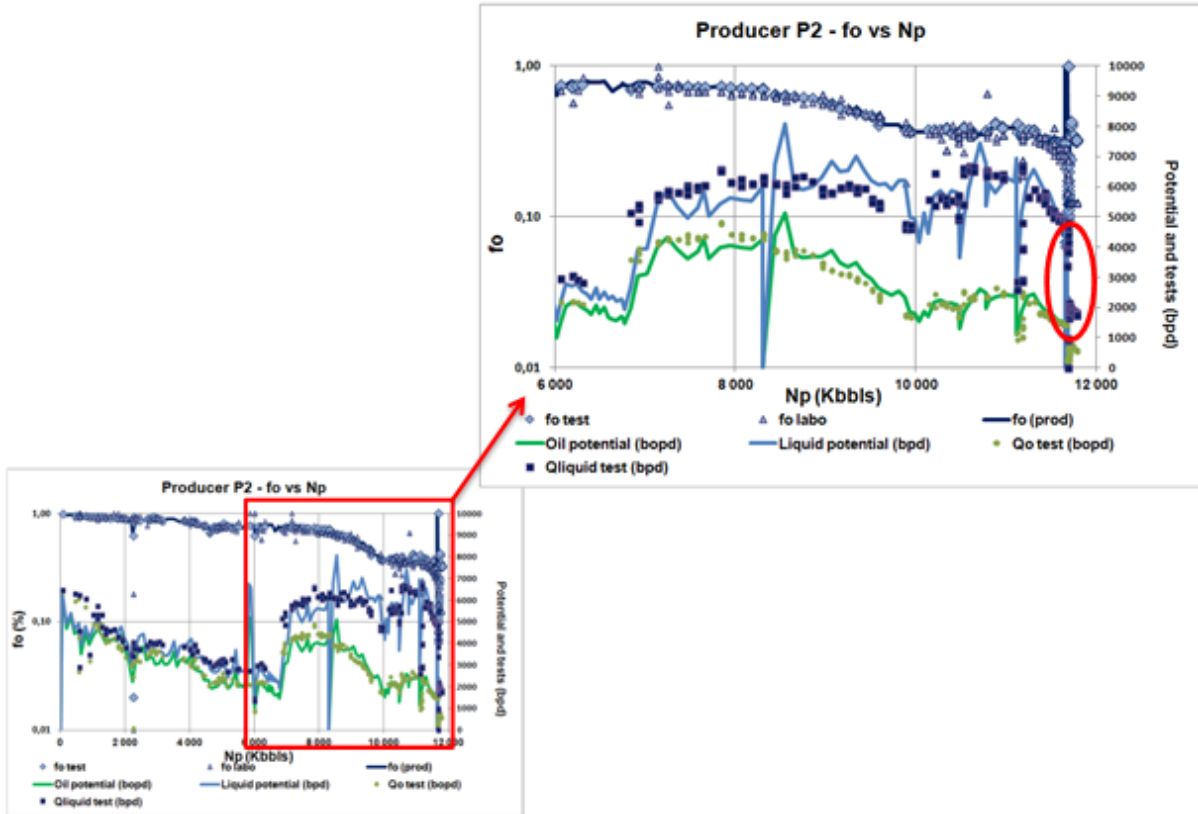 Producer P2 - fo vs Np
1,00
0,10
0,01
fo
10000
9000
8000
7000
6000
5000
4000
3000
2000
1000
0
Potential and tests (bpd)
6 000
8 000
10 000
12 000
Np (Kbbls)
fo test
fo labo
fo (prod)
Oil potential (bopd)
Liquid potential (bpd)
Qo test (bopd)
Qliquid test (bpd)
Producer P2 - fo vs Np
1,00
0,10
0,01
fo (%)
10000
9000
8000
7000
6000
5000
4000
3000
2000
1000
0
Potential and tests (bpd)
0
2 000
4 000
6 000
8 000
10 000
12 000
Np (Kbbls)
fo test
fo labo
fo (prod)
Oil potential (bopd)
Liquid potential (bpd)
Qo test (bopd)
Qliquid test (bpd)